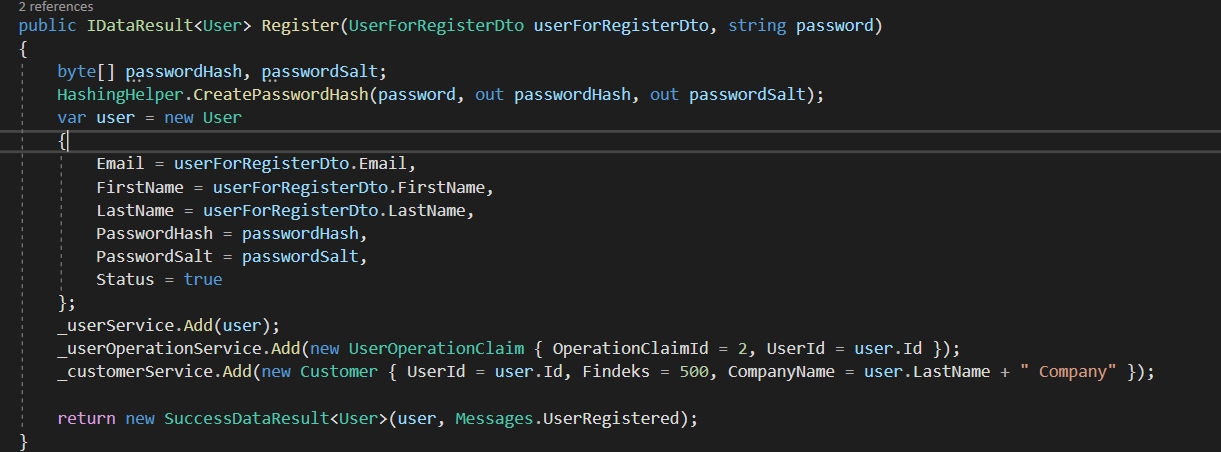 2 references
public IDataResult<User> Register(UserForRegisterDto userForRegisterDto, string password)
{
byte[] passwordHash, passwordSalt;
HashingHelper.CreatePasswordHash(password, out passwordHash, out passwordSalt);
var user = new User
{
Email = userForRegisterDto.Email,
FirstName = userForRegisterDto.FirstName,
LastName = userForRegisterDto.LastName,
PasswordHash = passwordHash,
PasswordSalt = passwordSalt,
Status = true
};
_userService.Add(user);
_userOperationService.Add(new UserOperationClaim { OperationClaimId = 2, UserId = user.Id });
_customerService.Add(new Customer { UserId = user.Id, Findeks = 500, CompanyName = user.LastName + " Company" });
return new SuccessDataResult<User>(user, Messages.UserRegistered);
}